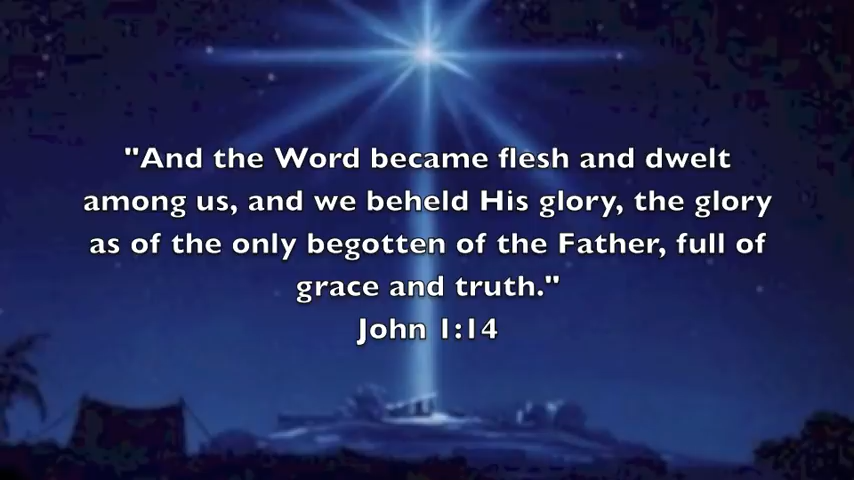 "And the Word became flesh and dwelt
among us, and we beheld His glory, the glory
as of the only begotten of the Father, full of
grace and truth."
John 1:14